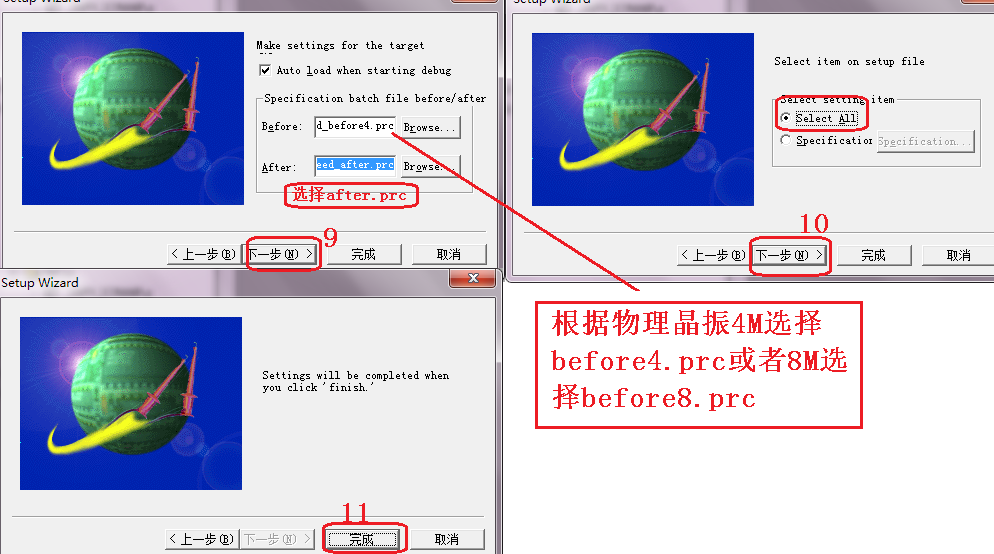 Setup Wizard
Make settings for the target
Auto load when starting debug
Specification batch file before/after
Before: d_before4.prc Browse...
After: eed_after.prc Browse...
选择after.prc
9
< 上一步(B) 下一步(N) > 完成 取消
Setup Wizard
Select item on setup file
Select setting item
Select All
Specification Specification...
10
< 上一步(B) 下一步(N) > 完成 取消
根据物理晶振4M选择
before4.prc或者8M选
择before8.prc
Setup Wizard
Settings will be completed when
you click 'finish.'
11
< 上一步(B) 下一步(N) > 完成 取消